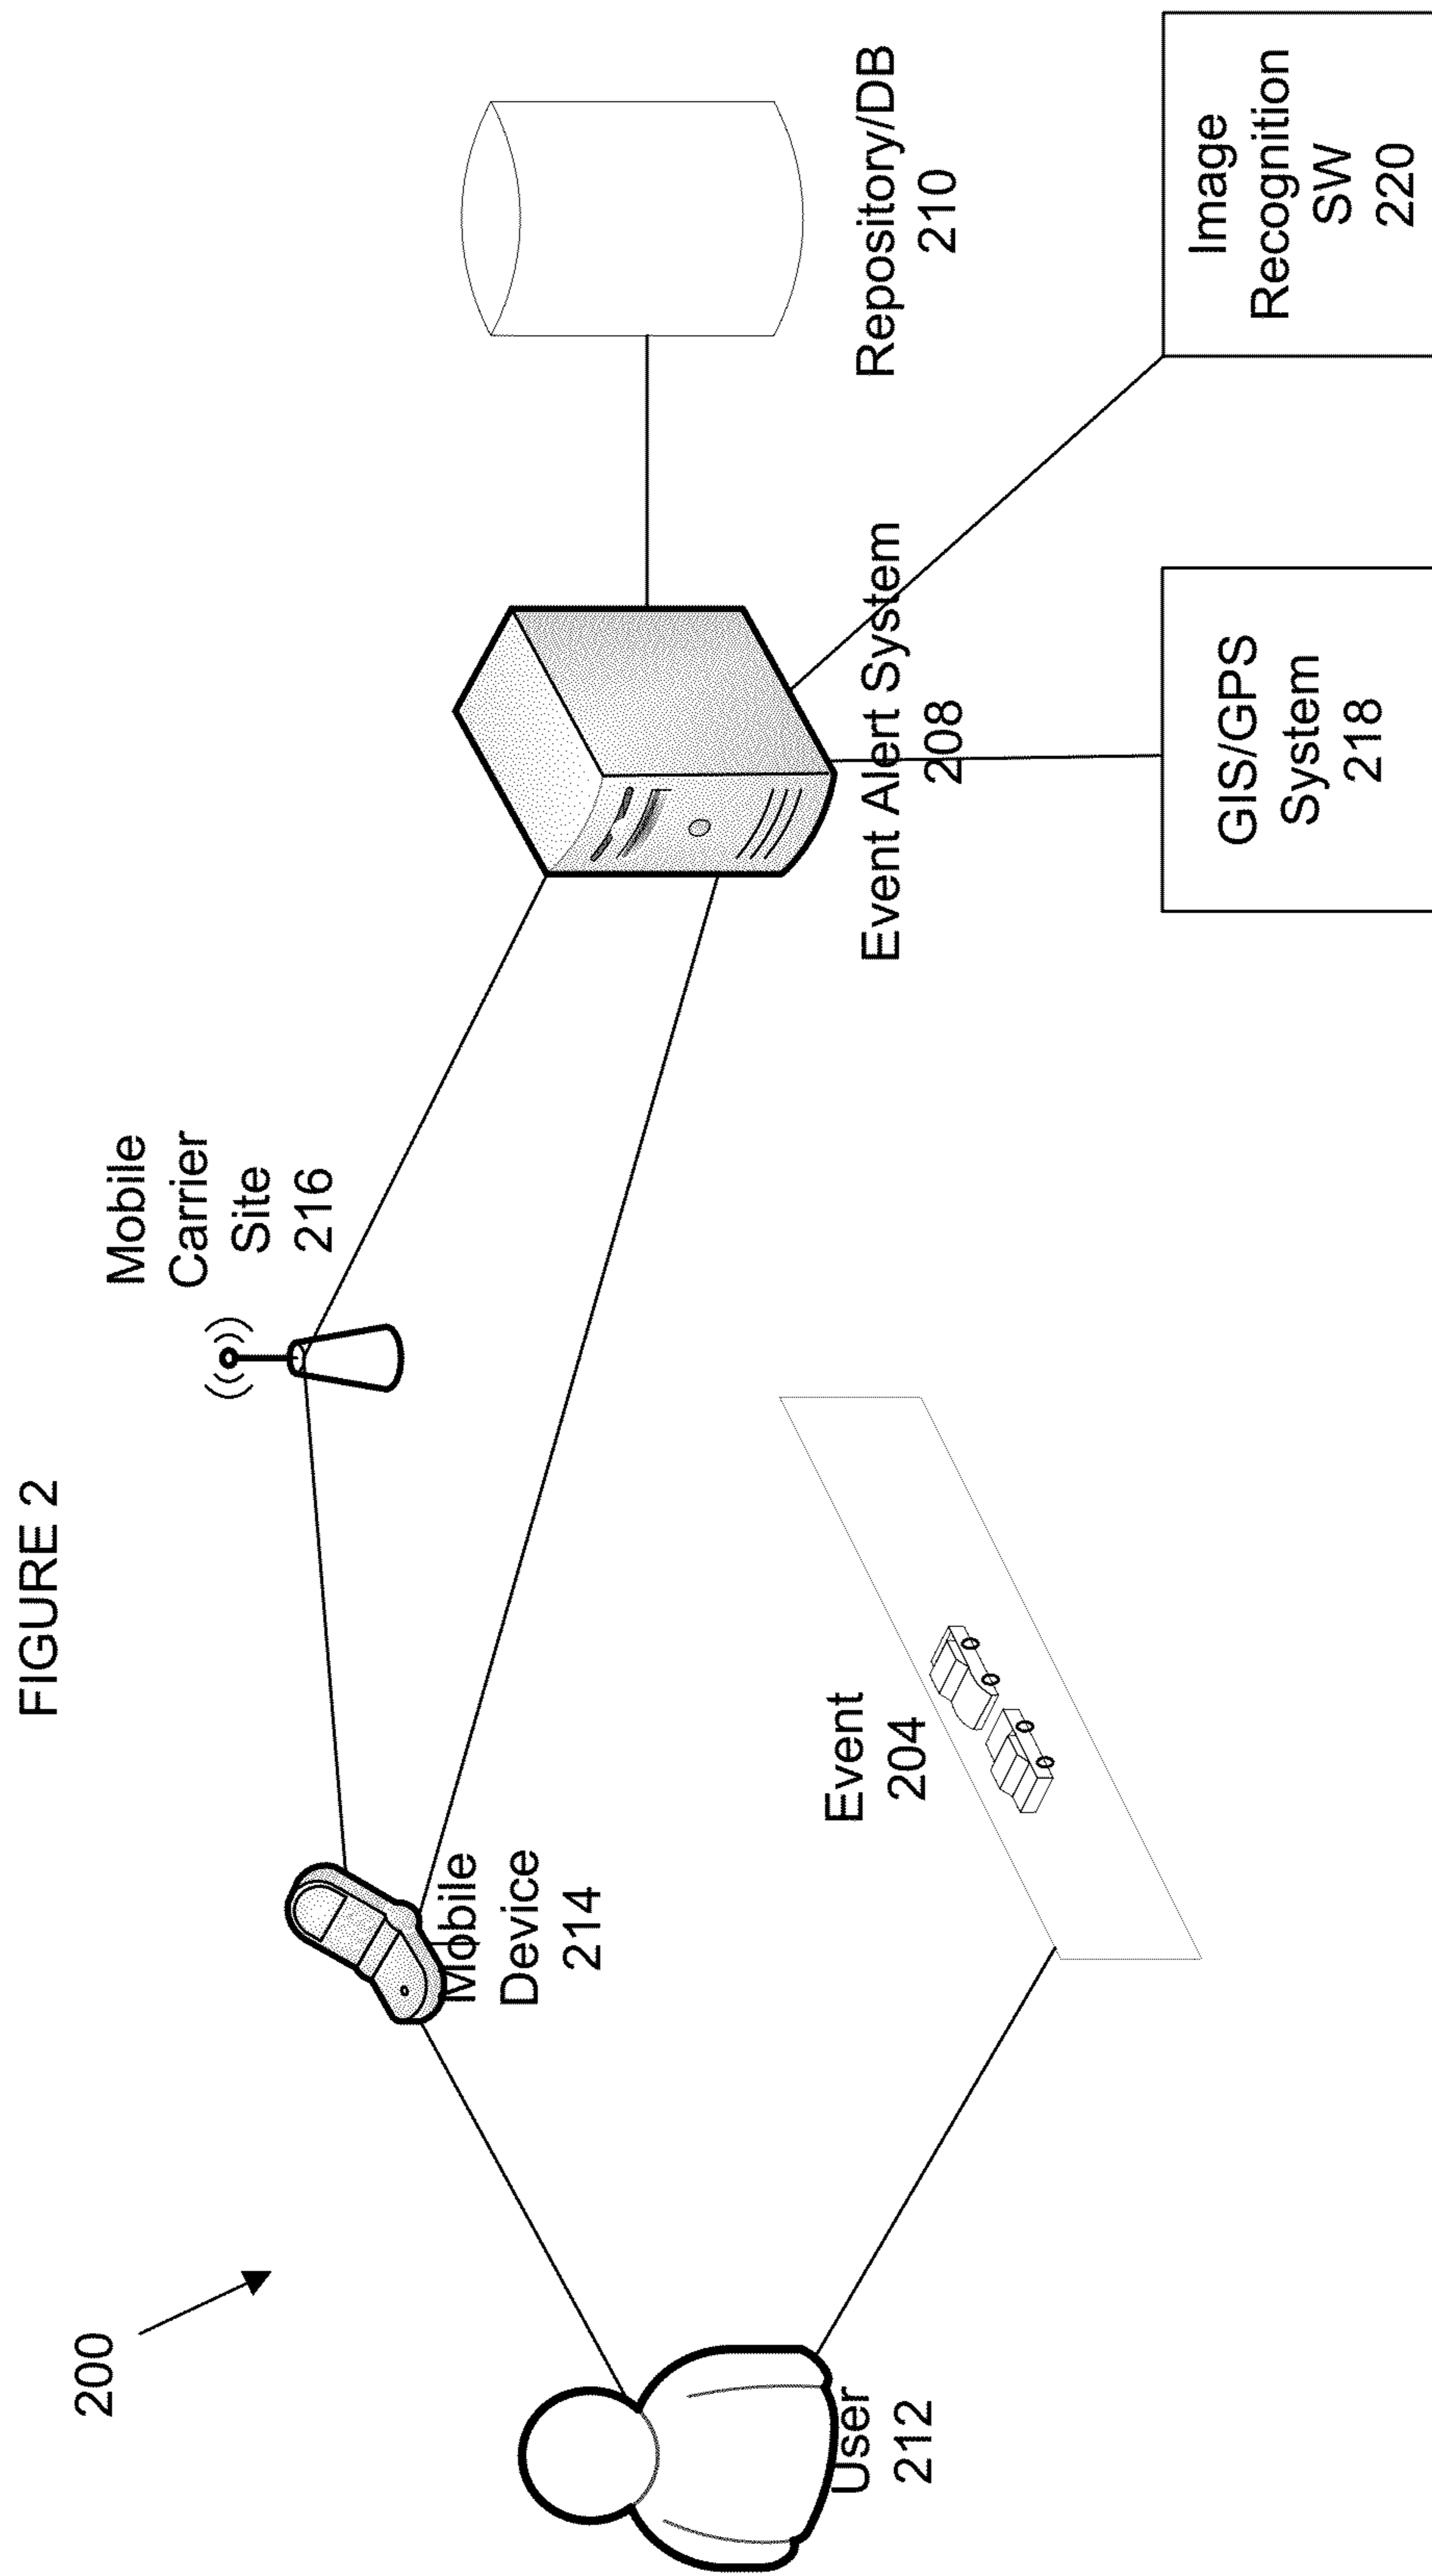 FIGURE 2
200
Mobile
Carrier
Site
216
Mobile
Device
214
User
212
Event
204
Event Alert System
208
Repository/DB
210
GIS/GPS
System
218
Image
Recognition
SW
220